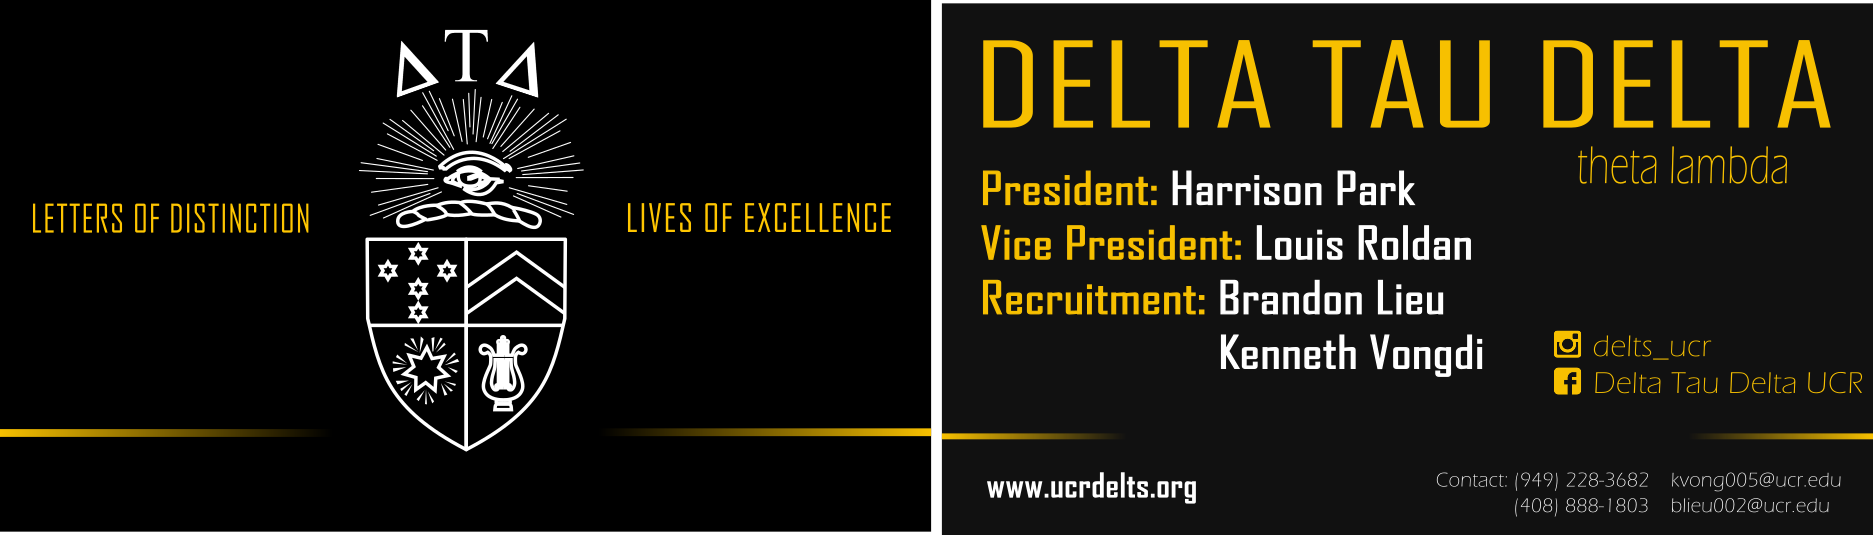 ΔΤΔ
LETTERS OF DISTINCTION
LIVES OF EXCELLENCE
DELTA TAU DELTA
theta lambda
President: Harrison Park
Vice President: Louis Roldan
Recruitment: Brandon Lieu
Kenneth Vongdi
delts_ucr
Delta Tau Delta UCR
www.ucrdelts.org
Contact: (949) 228-3682 kvong005@ucr.edu
(408) 888-1803 blieu002@ucr.edu